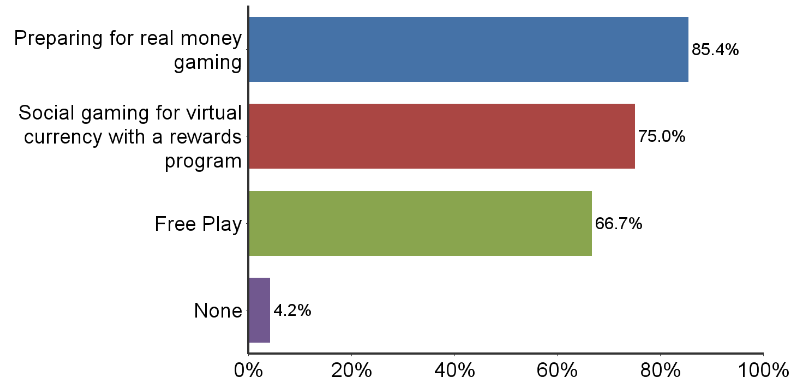 Preparing for real money
gaming
85.4%
Social gaming for virtual
currency with a rewards
program
75.0%
Free Play
66.7%
None
4.2%
0%
20%
40%
60%
80%
100%